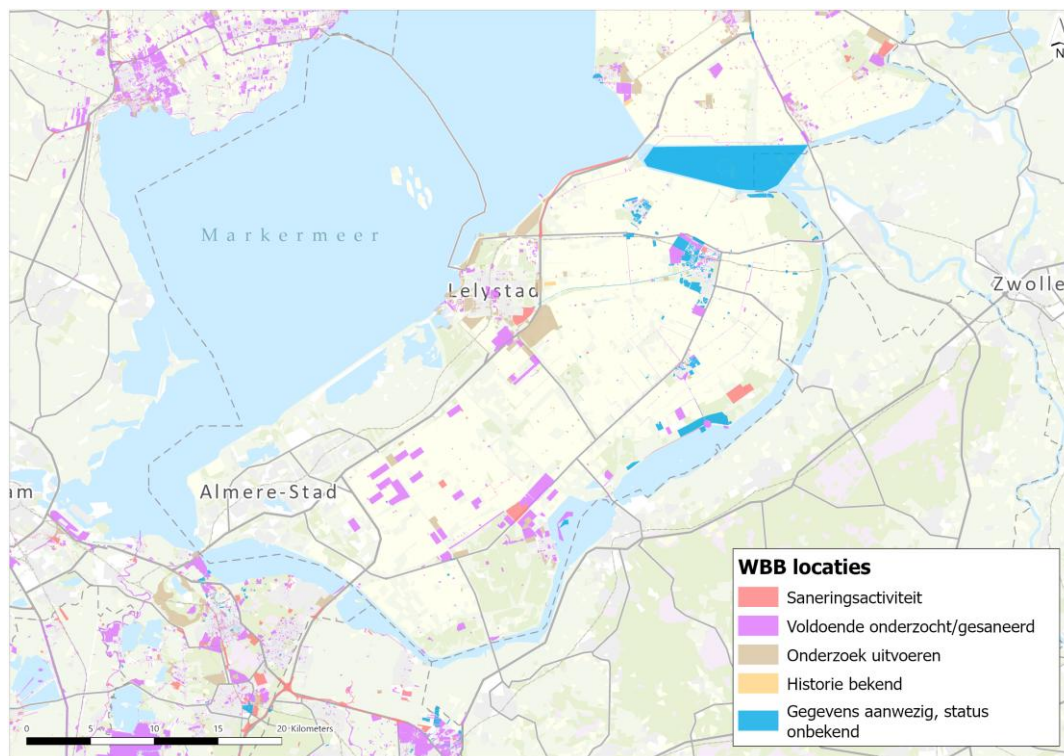 N
Markermeer
Lelystad
Zwolle
Almere-Stad
am
WBB locaties
Saneringsactiviteit
Voldoende onderzocht/gesaneerd
Onderzoek uitvoeren
Historie bekend
Gegevens aanwezig, status
onbekend
0 5 10 15 20 Kilometers